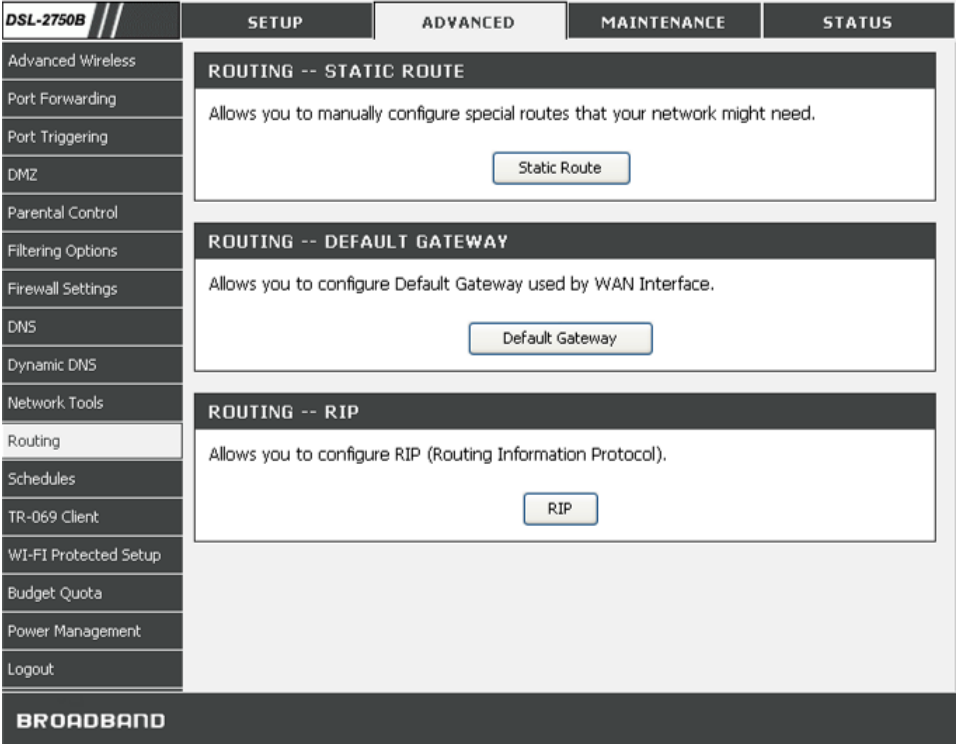 DSL-2750B
SETUP
ADVANCED
MAINTENANCE
STATUS
Advanced Wireless
Port Forwarding
Port Triggering
DMZ
Parental Control
Filtering Options
Firewall Settings
DNS
Dynamic DNS
Network Tools
Routing
Schedules
TR-069 Client
WI-FI Protected Setup
Budget Quota
Power Management
Logout
ROUTING -- STATIC ROUTE
Allows you to manually configure special routes that your network might need.
Static Route
ROUTING -- DEFAULT GATEWAY
Allows you to configure Default Gateway used by WAN Interface.
Default Gateway
ROUTING -- RIP
Allows you to configure RIP (Routing Information Protocol).
RIP
BROADBAND